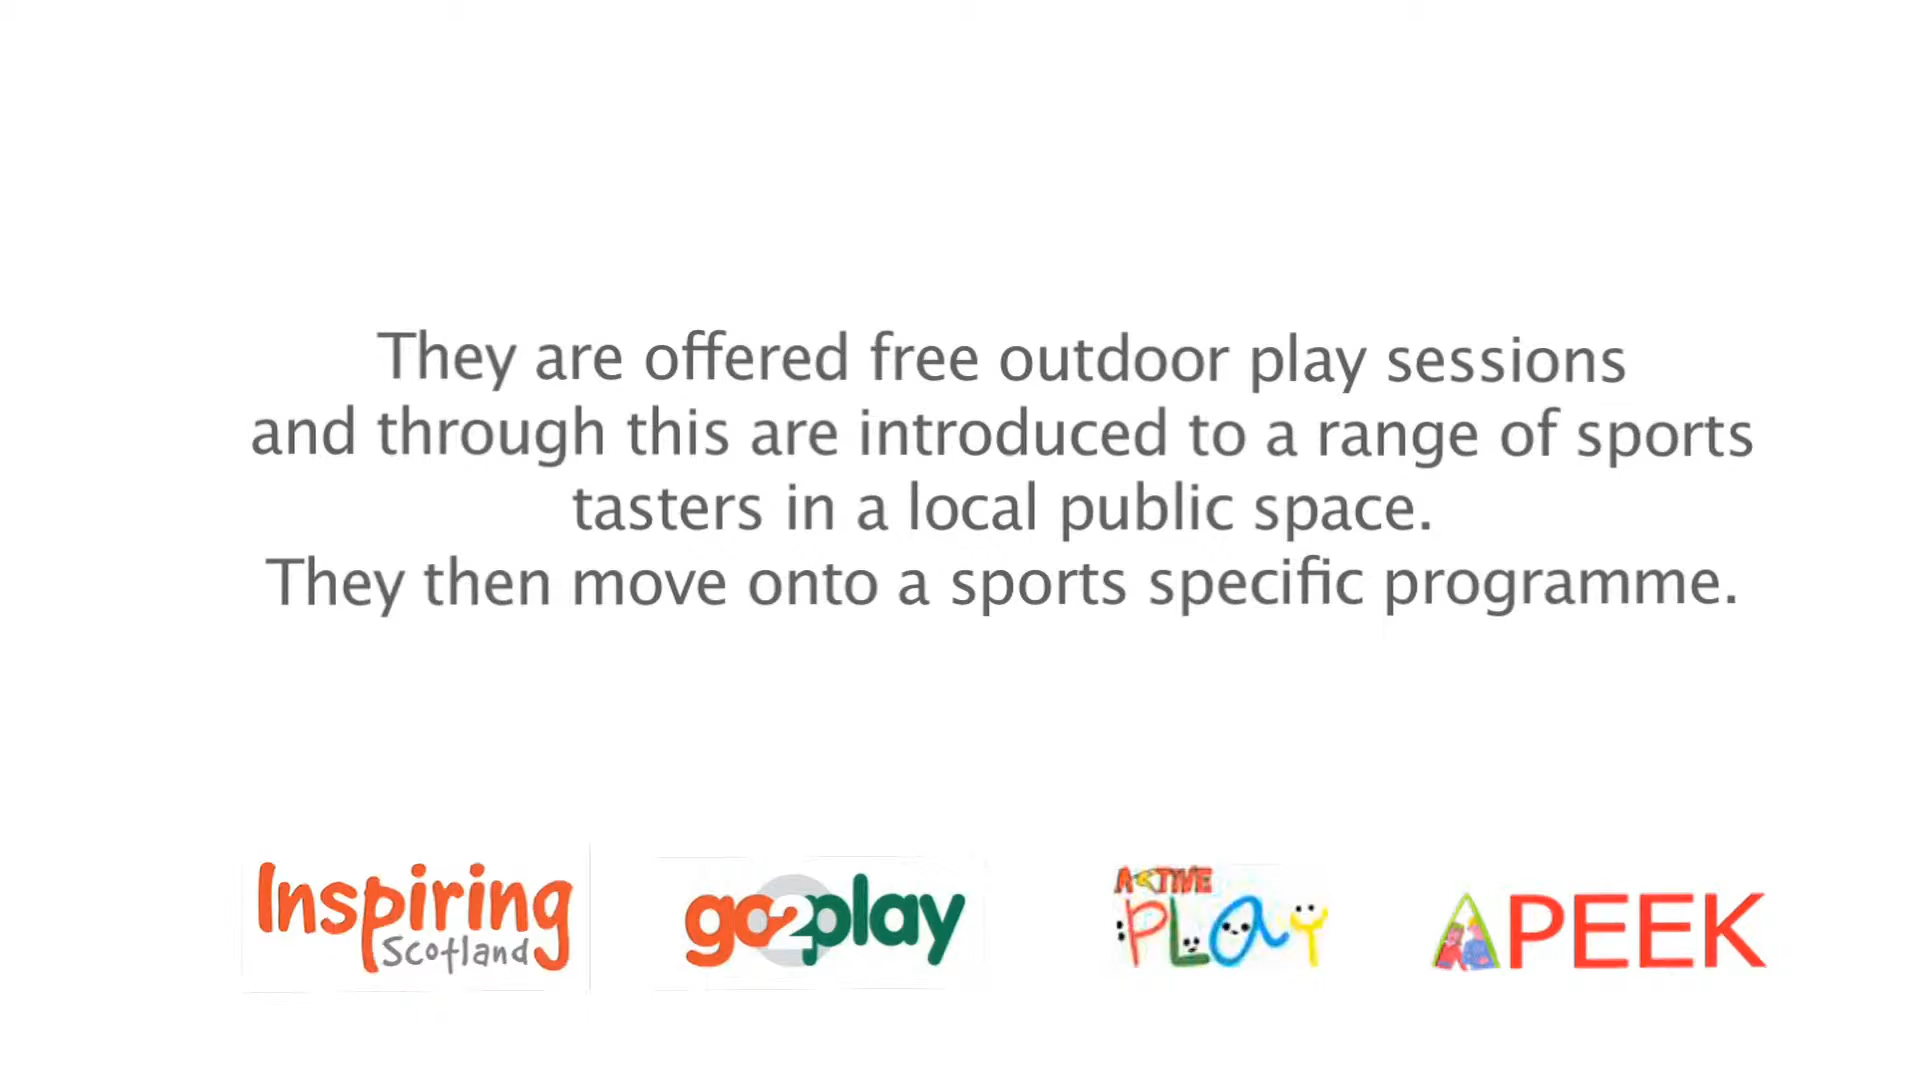 They are offered free outdoor play sessions
and through this are introduced to a range of sports
tasters in a local public space.
They then move onto a sports specific programme.
Inspiring
Scotland
go2play
ACTIVE
PLAY
PEEK